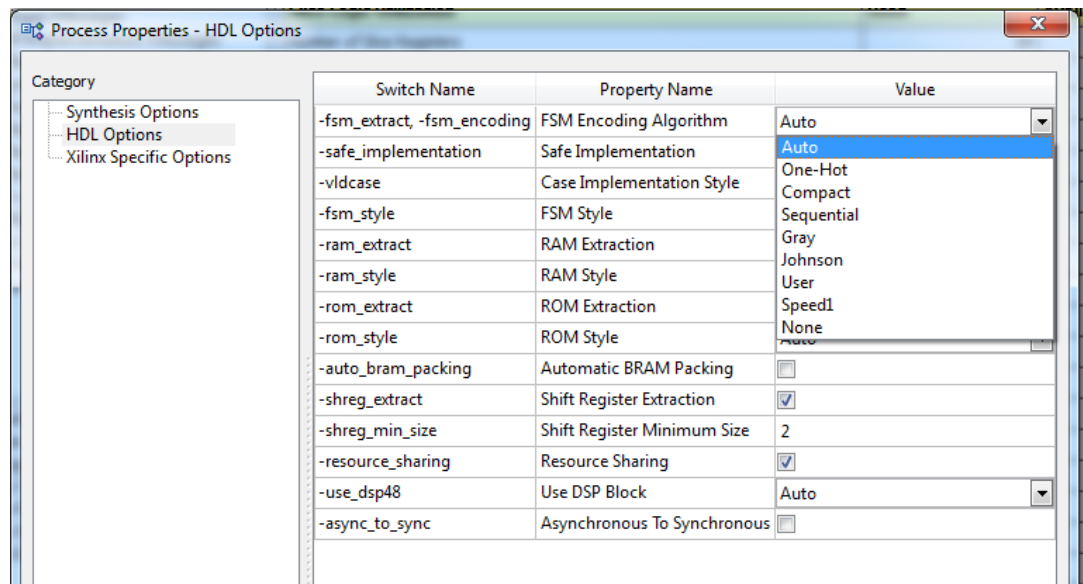 Process Properties - HDL Options
Category
Synthesis Options
HDL Options
Xilinx Specific Options
Switch Name Property Name Value
-fsm_extract, -fsm_encoding FSM Encoding Algorithm Auto
-safe_implementation Safe Implementation Auto
-vldcase Case Implementation Style One-Hot
Compact
-fsm_style FSM Style Sequential
-ram_extract RAM Extraction Gray
Johnson
-ram_style RAM Style User
-rom_extract ROM Extraction Speed1
-rom_style ROM Style None
Auto
-auto_bram_packing Automatic BRAM Packing
-shreg_extract Shift Register Extraction
-shreg_min_size Shift Register Minimum Size 2
-resource_sharing Resource Sharing
-use_dsp48 Use DSP Block Auto
-async_to_sync Asynchronous To Synchronous